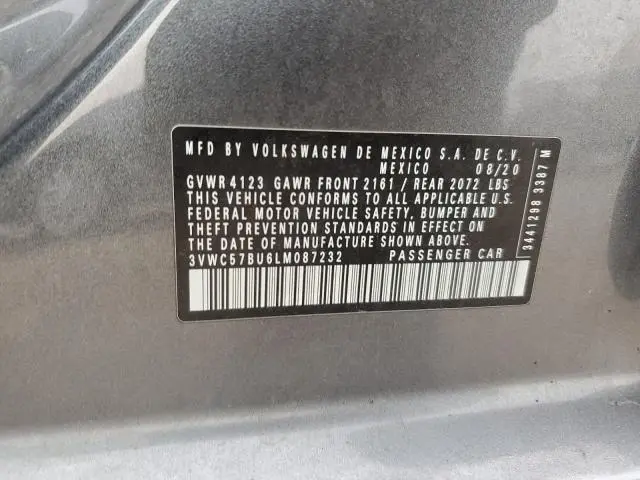 MFD BY VOLKSWAGEN DE MEXICO S.A. DE C.V.
MEXICO 08/20
GVWR 4123 GAWR FRONT 2161 / REAR 2072 LBS
THIS VEHICLE CONFORMS TO ALL APPLICABLE U.S.
FEDERAL MOTOR VEHICLE SAFETY, BUMPER AND
THEFT PREVENTION STANDARDS IN EFFECT ON
THE DATE OF MANUFACTURE SHOWN ABOVE.
3VWC57BU6LM087232 PASSENGER CAR
3441298 3387 M